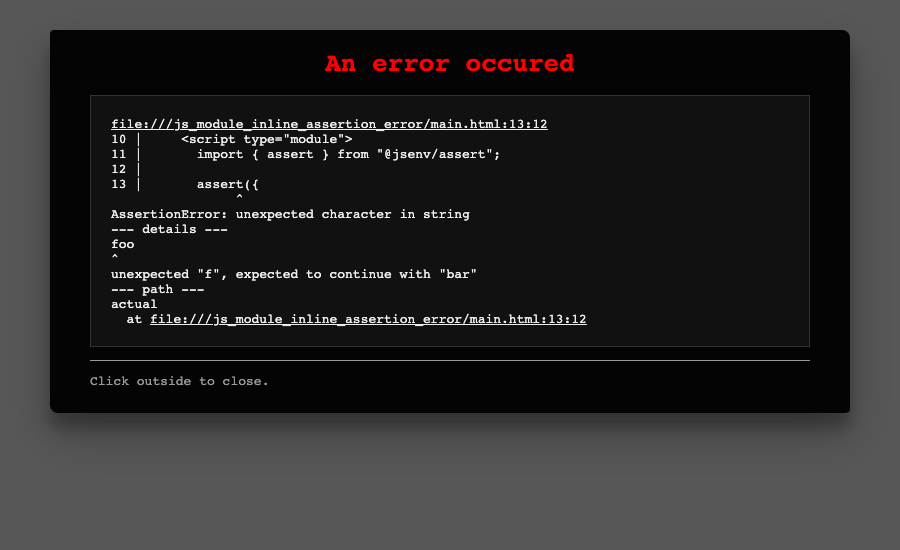 An error occured
file:///js_module_inline_assertion_error/main.html:13:12
10 |     <script type="module">
11 |       import { assert } from "@jsenv/assert";
12 |
13 |       assert({
                ^
AssertionError: unexpected character in string
--- details ---
foo
^
unexpected "f", expected to continue with "bar"
--- path ---
actual
  at file:///js_module_inline_assertion_error/main.html:13:12
Click outside to close.